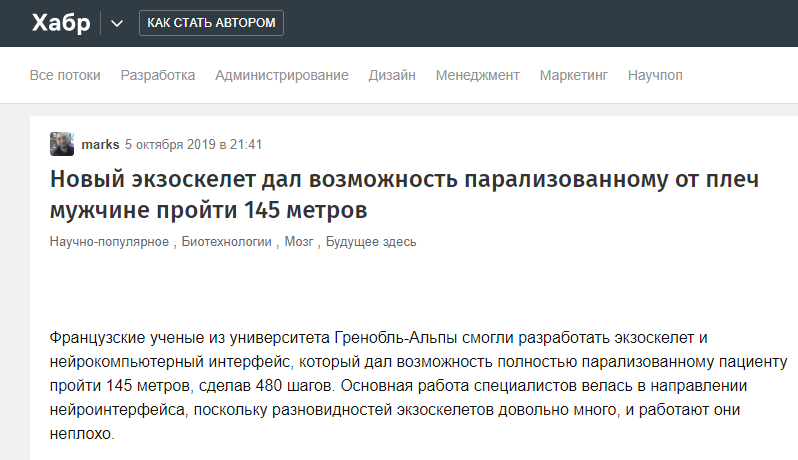 Хабр КАК СТАТЬ АВТОРОМ
Все потоки Разработка Администрирование Дизайн Менеджмент Маркетинг Научпоп
marks 5 октября 2019 в 21:41
Новый экзоскелет дал возможность парализованному от плеч
мужчине пройти 145 метров
Научно-популярное , Биотехнологии , Мозг , Будущее здесь
Французские ученые из университета Гренобль-Альпы смогли разработать экзоскелет и
нейрокомпьютерный интерфейс, который дал возможность полностью парализованному пациенту
пройти 145 метров, сделав 480 шагов. Основная работа специалистов велась в направлении
нейроинтерфейса, поскольку разновидностей экзоскелетов довольно много, и работают они
неплохо.